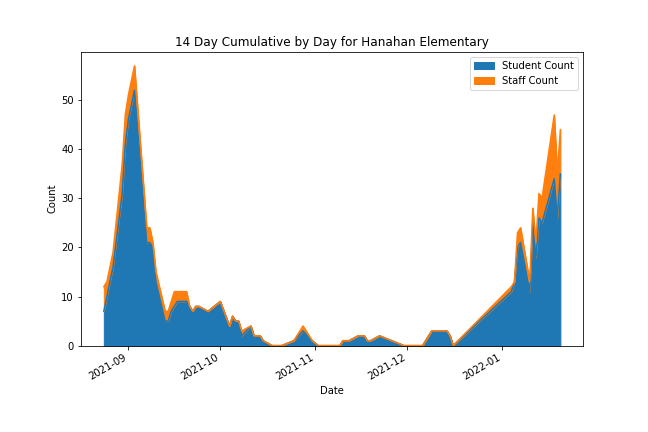 14 Day Cumulative by Day for Hanahan Elementary
Student Count
Staff Count
50
40
30
20
10
0
Count
2021-09
2021-10
2021-11
2021-12
2022-01
Date